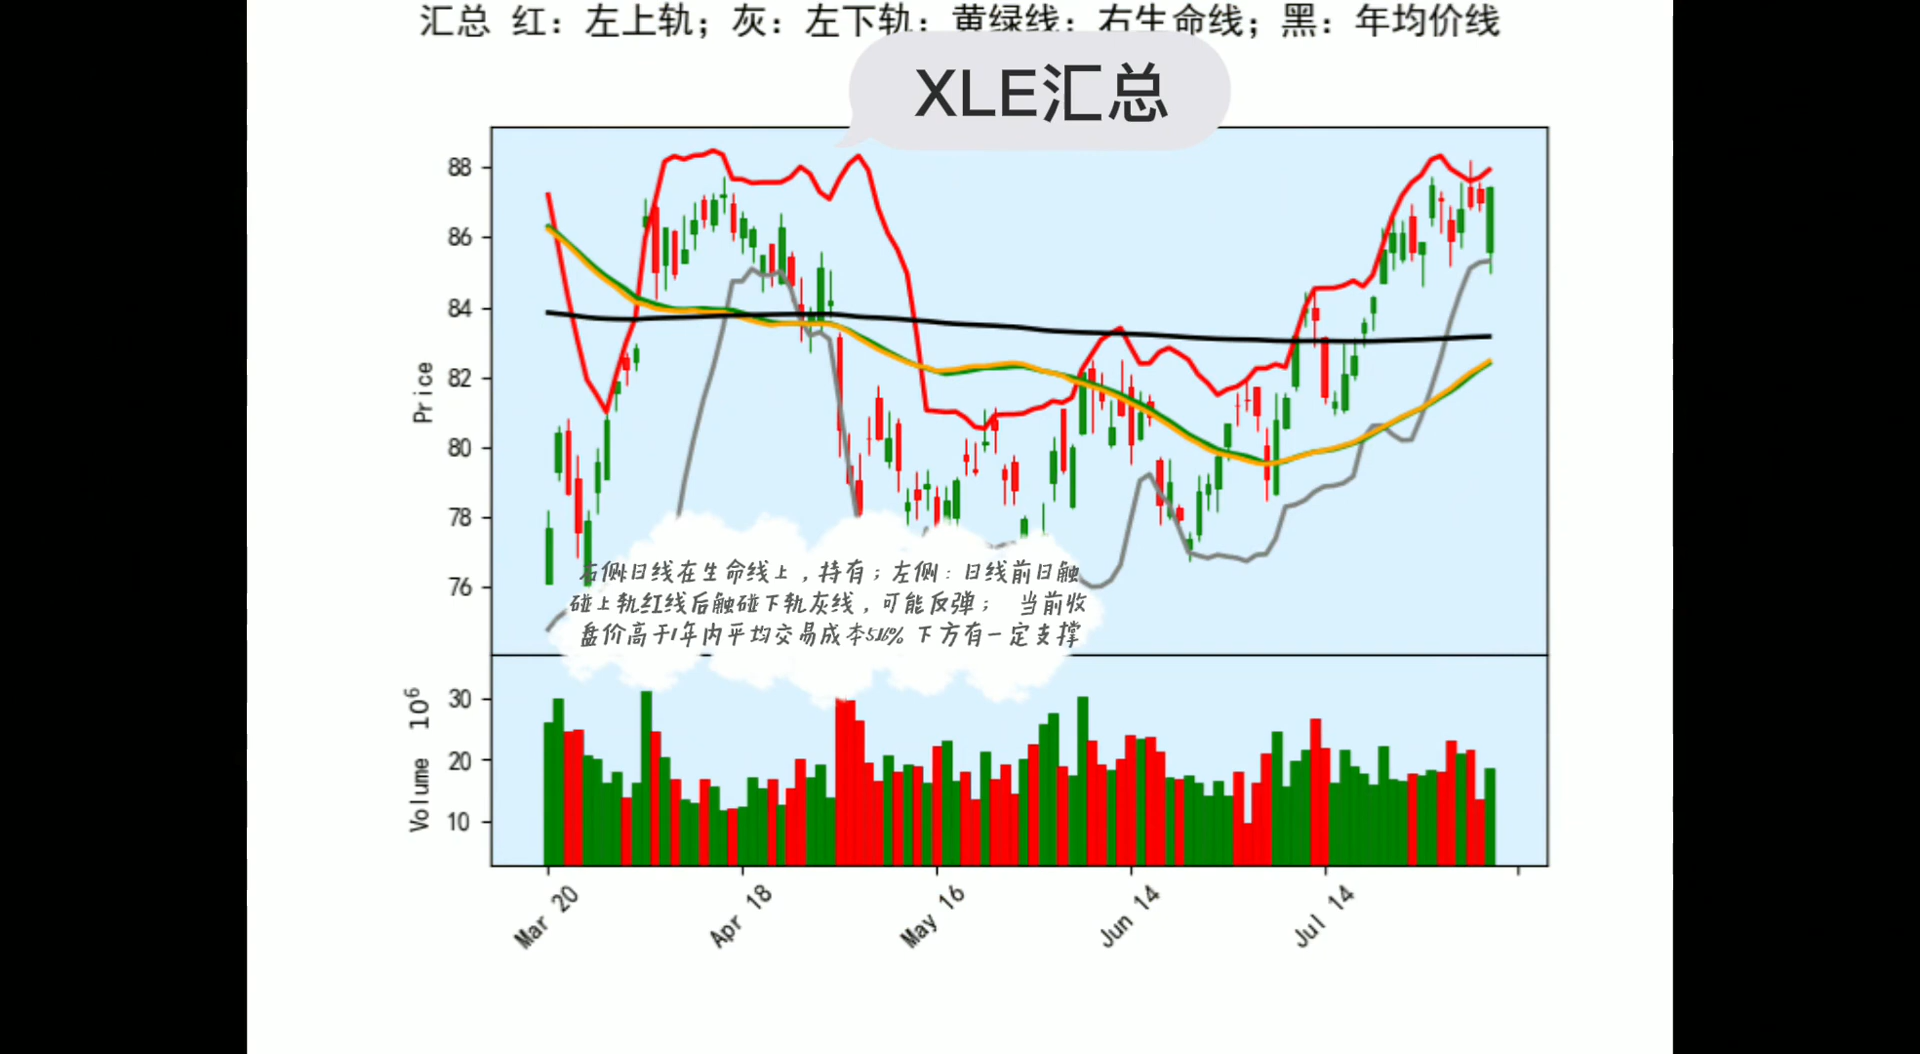 汇总 红：左上轨；灰：左下轨；黄绿线：右生命线；黑：年均价线
XLE汇总
88
86
84
82
80
78
76
Price
右侧:日线在生命线上，持有；左侧：日线前日触
碰上轨红线后触碰下轨灰线，可能反弹； 当前收
盘价高于1年内平均交易成本5.16% 下方有一定支撑
30
20
10
Volume 10⁶
Mar 20
Apr 18
May 16
Jun 14
Jul 14